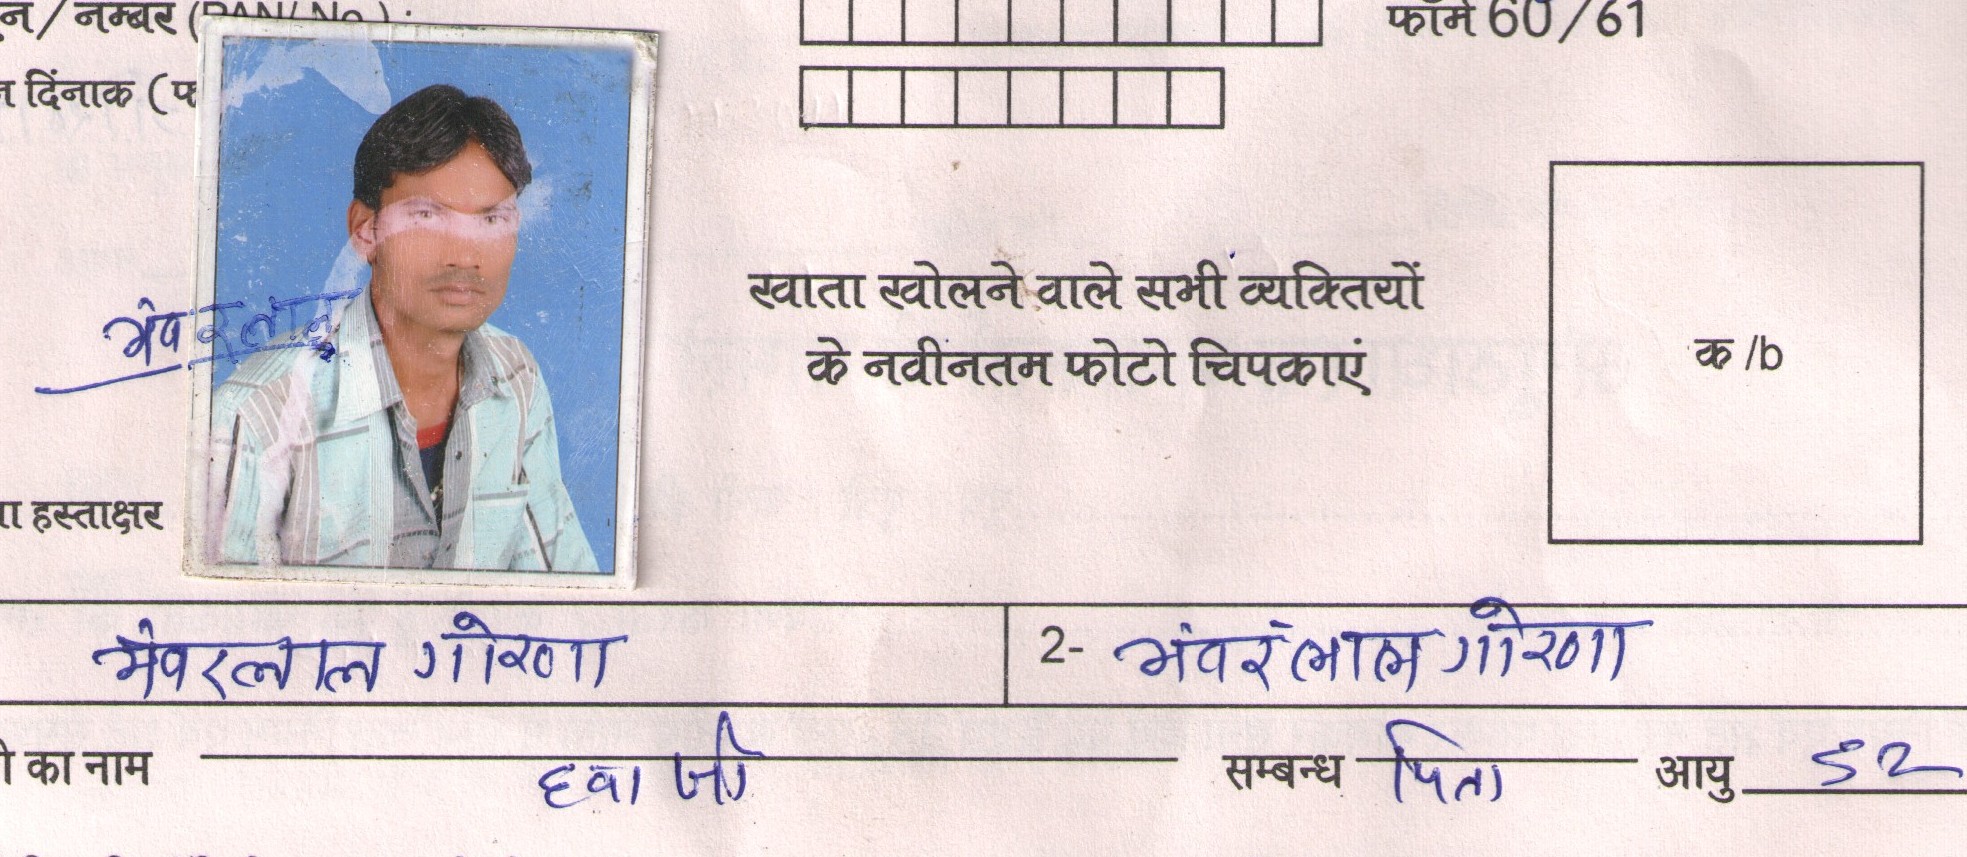 न / नम्बर (PAN/ No.) : फॉर्म 60/61
दिंनाक (फ
खाता खोलने वाले सभी व्यक्तियों
भंवरलाल
के नवीनतम फोटो चिपकाएं
क /b
हस्ताक्षर
भंवरलाल गोरणा 2- भंवरलाल गोरणा
का नाम हवा जी सम्बन्ध पिता आयु 52